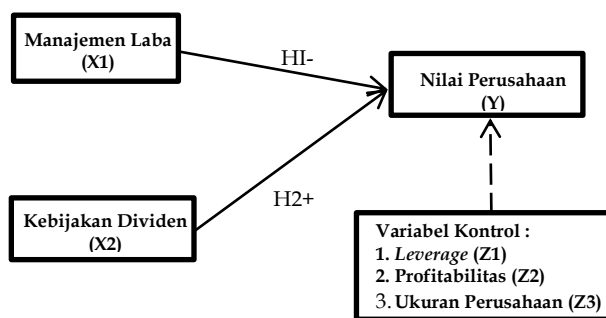 Manajemen Laba
(X1)
HI-
Nilai Perusahaan
(Y)
H2+
Kebijakan Dividen
(X2)
Variabel Kontrol :
1. Leverage (Z1)
2. Profitabilitas (Z2)
3. Ukuran Perusahaan (Z3)